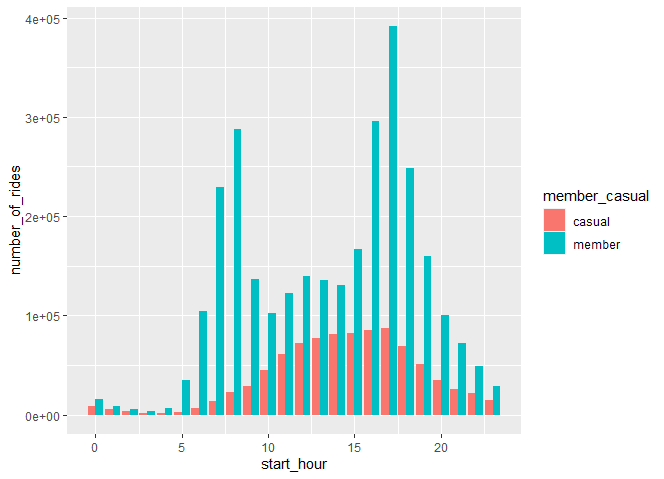 4e+05
3e+05
2e+05
1e+05
0e+00
number_of_rides
0 5 10 15 20
start_hour
member_casual
casual
member